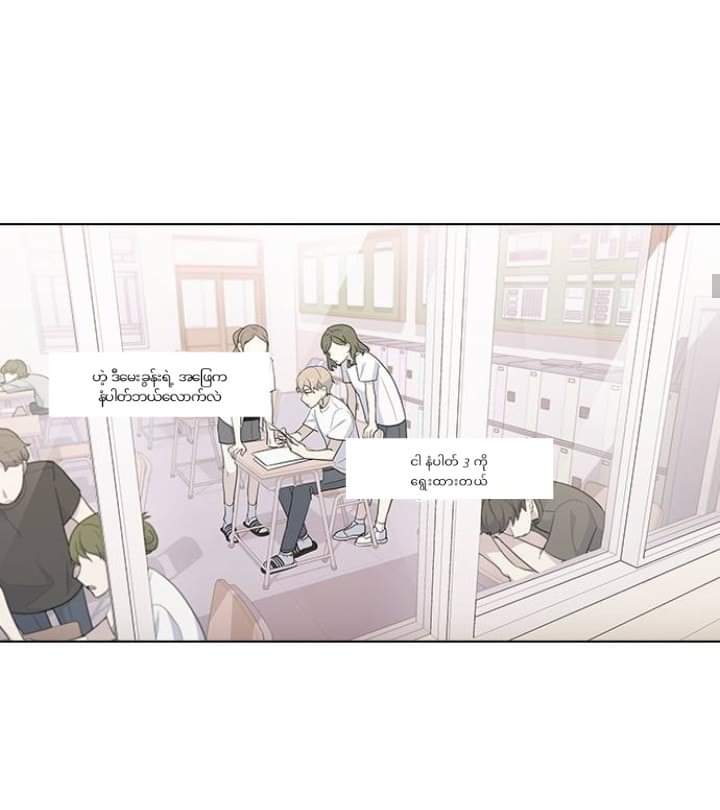 ဟဲ့ ဒီမေးခွန်းရဲ့ အဖြေက
နံပါတ်ဘယ်လောက်လဲ
ငါ နံပါတ် 3 ကို
ရွေးထားတယ်